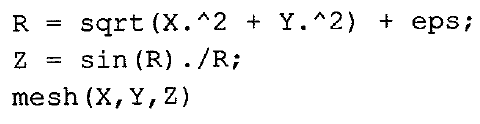 R = sqrt(X.^2 + Y.^2) + eps;
Z = sin(R)./R;
mesh(X,Y,Z)